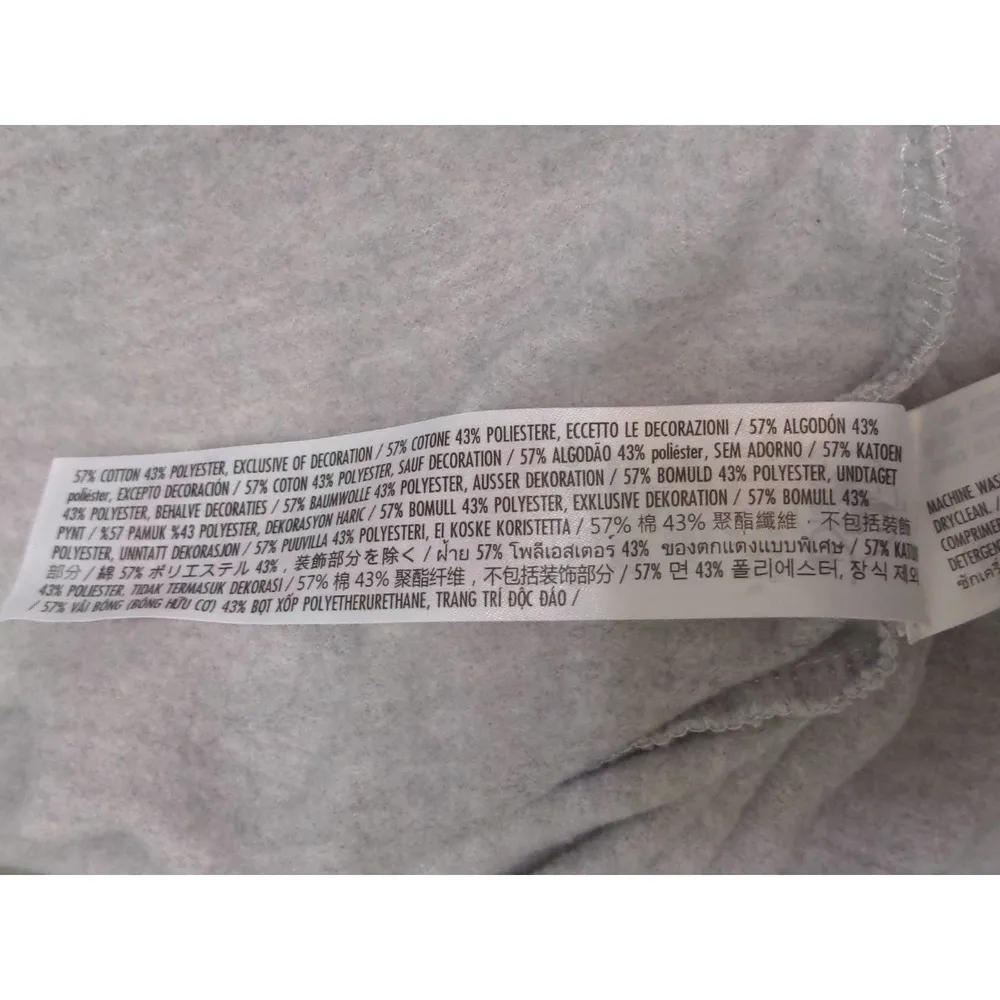 57% COTTON 43% POLYESTER, EXCLUSIVE OF DECORATION / 57% COTONE 43% POLIESTERE, ECCETTO LE DECORAZIONI / 57% ALGODÓN 43%
poliéster, EXCEPTO DECORACIÓN / 57% COTON 43% POLYESTER, SAUF DECORATION / 57% ALGODÃO 43% poliéster, SEM ADORNO / 57% KATOEN
43% POLYESTER, BEHALVE DECORATIES / 57% BAUMWOLLE 43% POLYESTER, AUSSER DEKORATION / 57% BOMULD 43% POLYESTER, UNDTAGET
PYNT / %57 PAMUK %43 POLYESTER, DEKORASYON HARIC / 57% BOMULL 43% POLYESTER, EXKLUSIVE DEKORATION / 57% BOMULL 43%
POLYESTER, UNNTATT DEKORASJON / 57% PUUVILLA 43% POLYESTERI, EI KOSKE KORISTETTA / 57% 棉 43% 聚酯纖維，不包括裝飾
部分 / 綿 57% ポリエステル 43%，装飾部分を除く / ฝ้าย 57% โพลีเอสเตอร์ 43% ของตกแต่งแบบพิเศษ / 57% KATUN
43% POLIESTER, TIDAK TERMASUK DEKORASI / 57% 棉 43% 聚酯纤维，不包括装饰部分 / 57% 면 43% 폴리에스터, 장식 제외
/ 57% VẢI BÔNG (BÔNG HỮU CƠ) 43% BỌT XỐP POLYETHERURETHANE, TRANG TRÍ ĐỘC ĐÁO /
MACHINE WAS
DRYCLEAN.
COMPRIME
DETERGEN
ซักเครื่